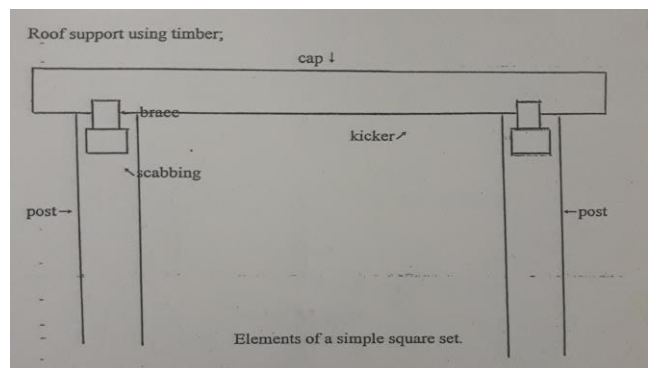 Roof support using timber;
cap ↓
brace
kicker↗
↖scabbing
post→
←post
Elements of a simple square set.